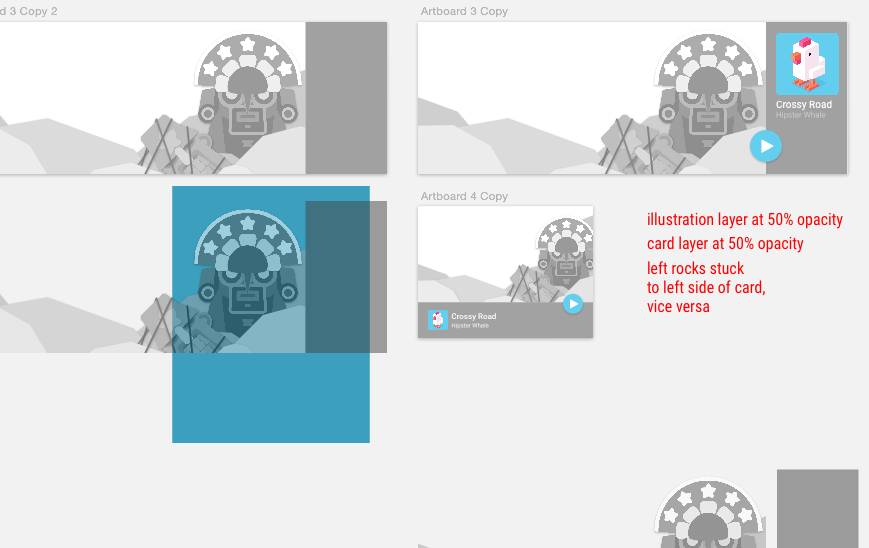 d 3 Copy 2
Artboard 3 Copy
Crossy Road
Hipster Whale
Artboard 4 Copy
Crossy Road
Hipster Whale
illustration layer at 50% opacity
card layer at 50% opacity
left rocks stuck
to left side of card,
vice versa